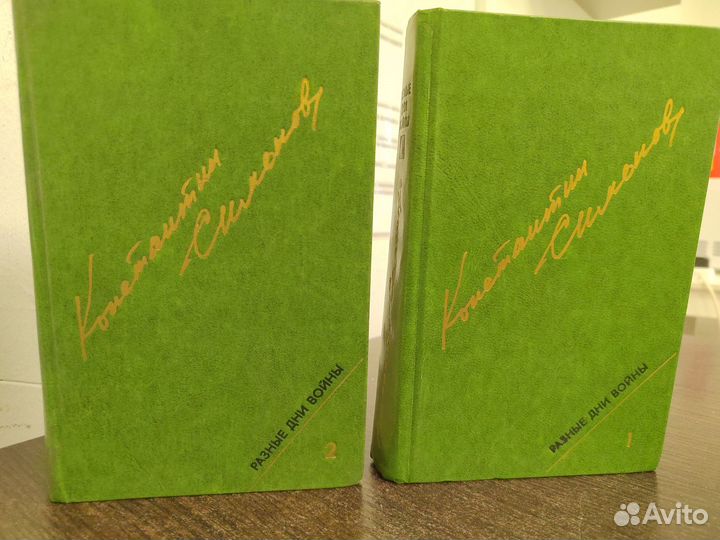 Константин
Симонов
РАЗНЫЕ ДНИ ВОЙНЫ
2
Константин
Симонов
РАЗНЫЕ ДНИ ВОЙНЫ
1
Avito